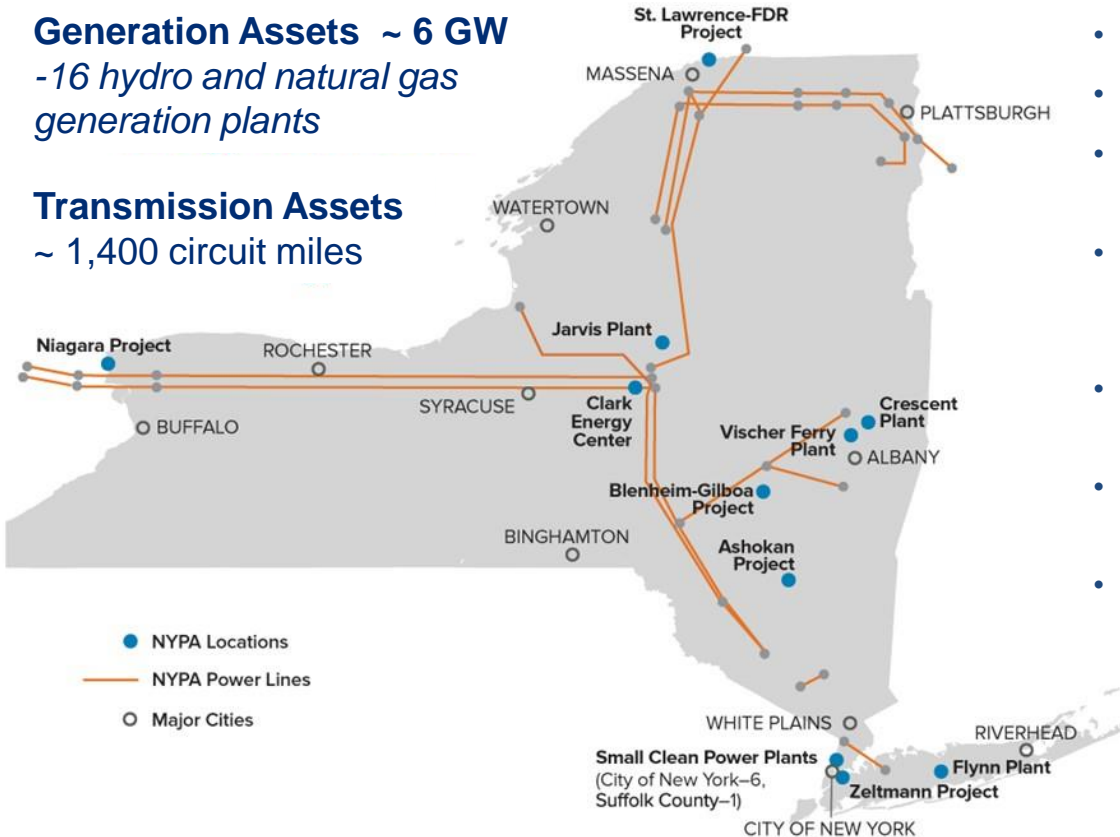 Generation Assets ~ 6 GW
-16 hydro and natural gas
generation plants
Transmission Assets
~ 1,400 circuit miles
St. Lawrence-FDR
Project
MASSENA
PLATTSBURGH
WATERTOWN
Niagara Project
ROCHESTER
Jarvis Plant
SYRACUSE
BUFFALO
Clark
Energy
Center
Crescent
Plant
Vischer Ferry
Plant
ALBANY
Blenheim-Gilboa
Project
BINGHAMTON
Ashokan
Project
NYPA Locations
NYPA Power Lines
Major Cities
WHITE PLAINS
RIVERHEAD
Small Clean Power Plants
(City of New York–6,
Suffolk County–1)
Flynn Plant
Zeltmann Project
CITY OF NEW YORK